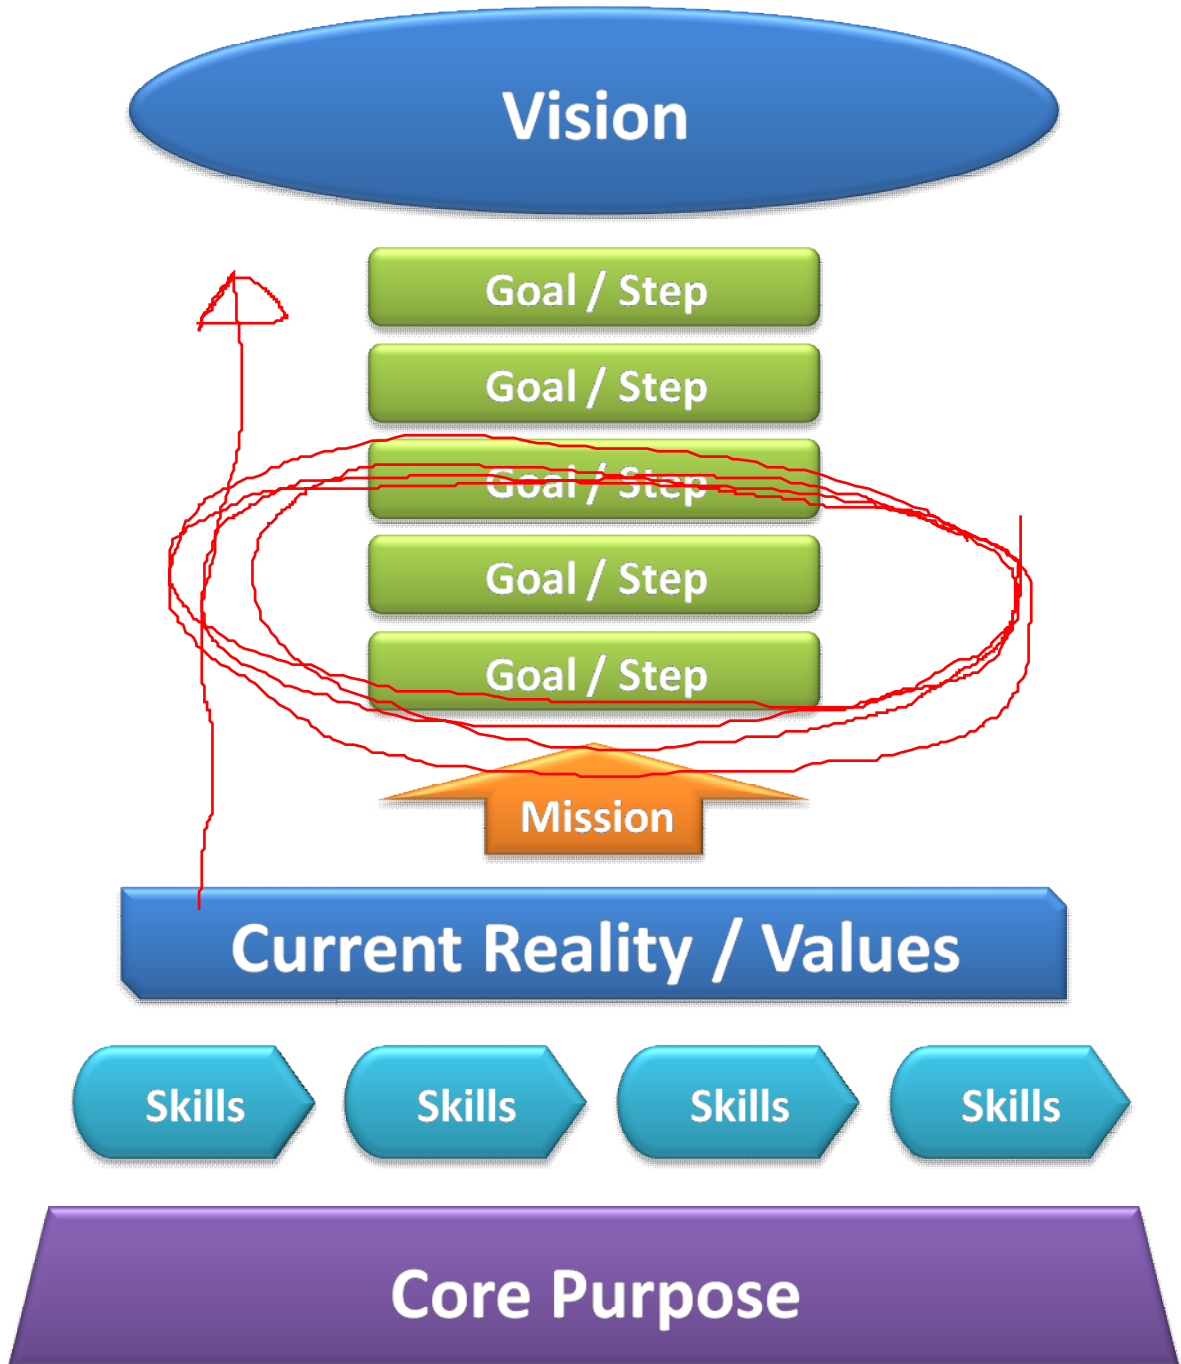 Vision
Goal / Step
Goal / Step
Goal / Step
Goal / Step
Goal / Step
Mission
Current Reality / Values
Skills Skills Skills Skills
Core Purpose